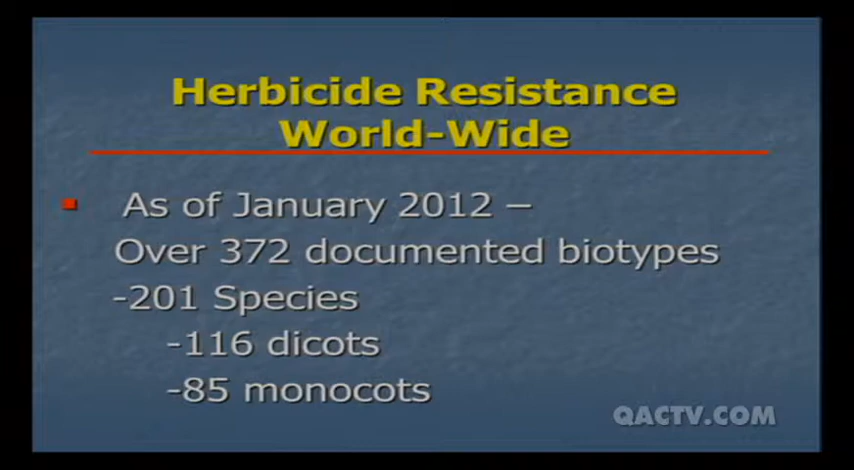 Herbicide Resistance
World-Wide
As of January 2012 –
Over 372 documented biotypes
-201 Species
-116 dicots
-85 monocots
QACTV.COM